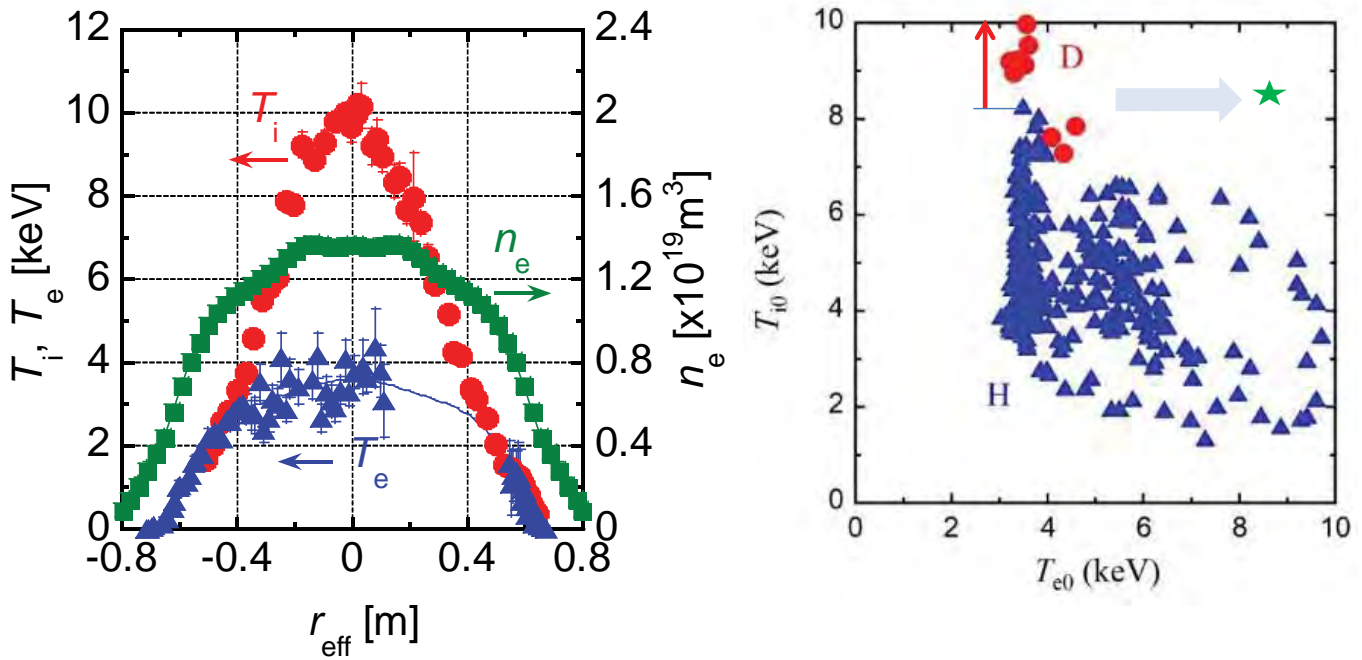 12
10
8
6
4
2
0
T_i, T_e [keV]
T_i
n_e
T_e
2.4
2
1.6
1.2
0.8
0.4
0
n_e [x10^19 m^3]
-0.8 -0.4 0 0.4 0.8
r_eff [m]
10
8
6
4
2
0
T_i0 (keV)
D
H
0 2 4 6 8 10
T_e0 (keV)